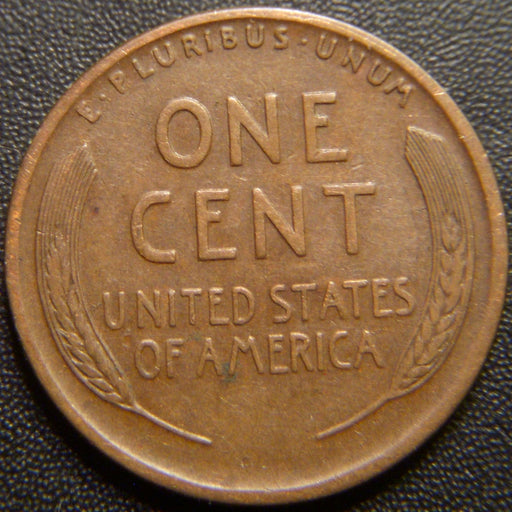 E·PLURIBUS·UNUM
ONE
CENT
UNITED STATES
OF AMERICA